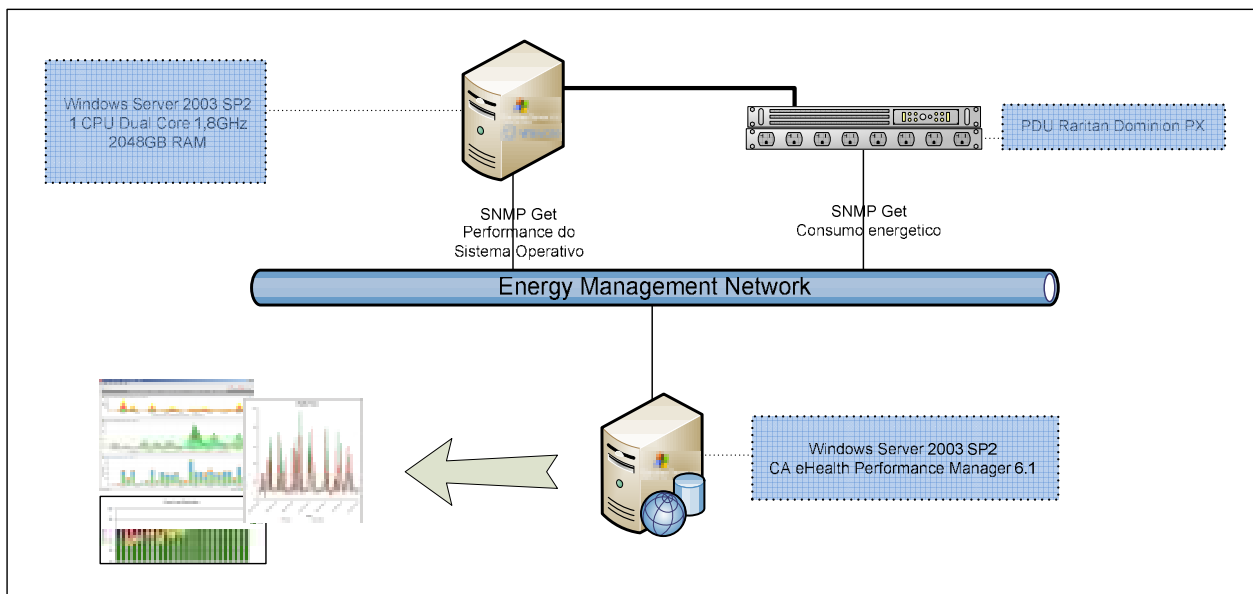 Windows Server 2003 SP2
1 CPU Dual Core 1,8GHz
2048GB RAM
PDU Raritan Dominion PX
SNMP Get
Performance do
Sistema Operativo
SNMP Get
Consumo energetico
Energy Management Network
Windows Server 2003 SP2
CA eHealth Performance Manager 6.1